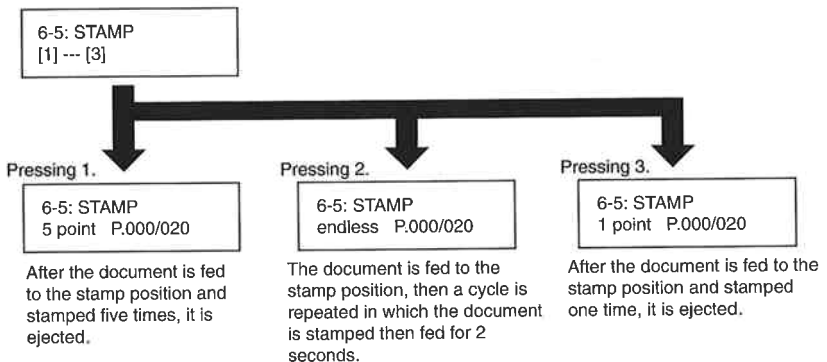 6-5: STAMP
[1] --- [3]
Pressing 1.
6-5: STAMP
5 point P.000/020
After the document is fed
to the stamp position and
stamped five times, it is
ejected.
Pressing 2.
6-5: STAMP
endless P.000/020
The document is fed to the
stamp position, then a cycle is
repeated in which the document
is stamped then fed for 2
seconds.
Pressing 3.
6-5: STAMP
1 point P.000/020
After the document is fed to the
stamp position and stamped
one time, it is ejected.